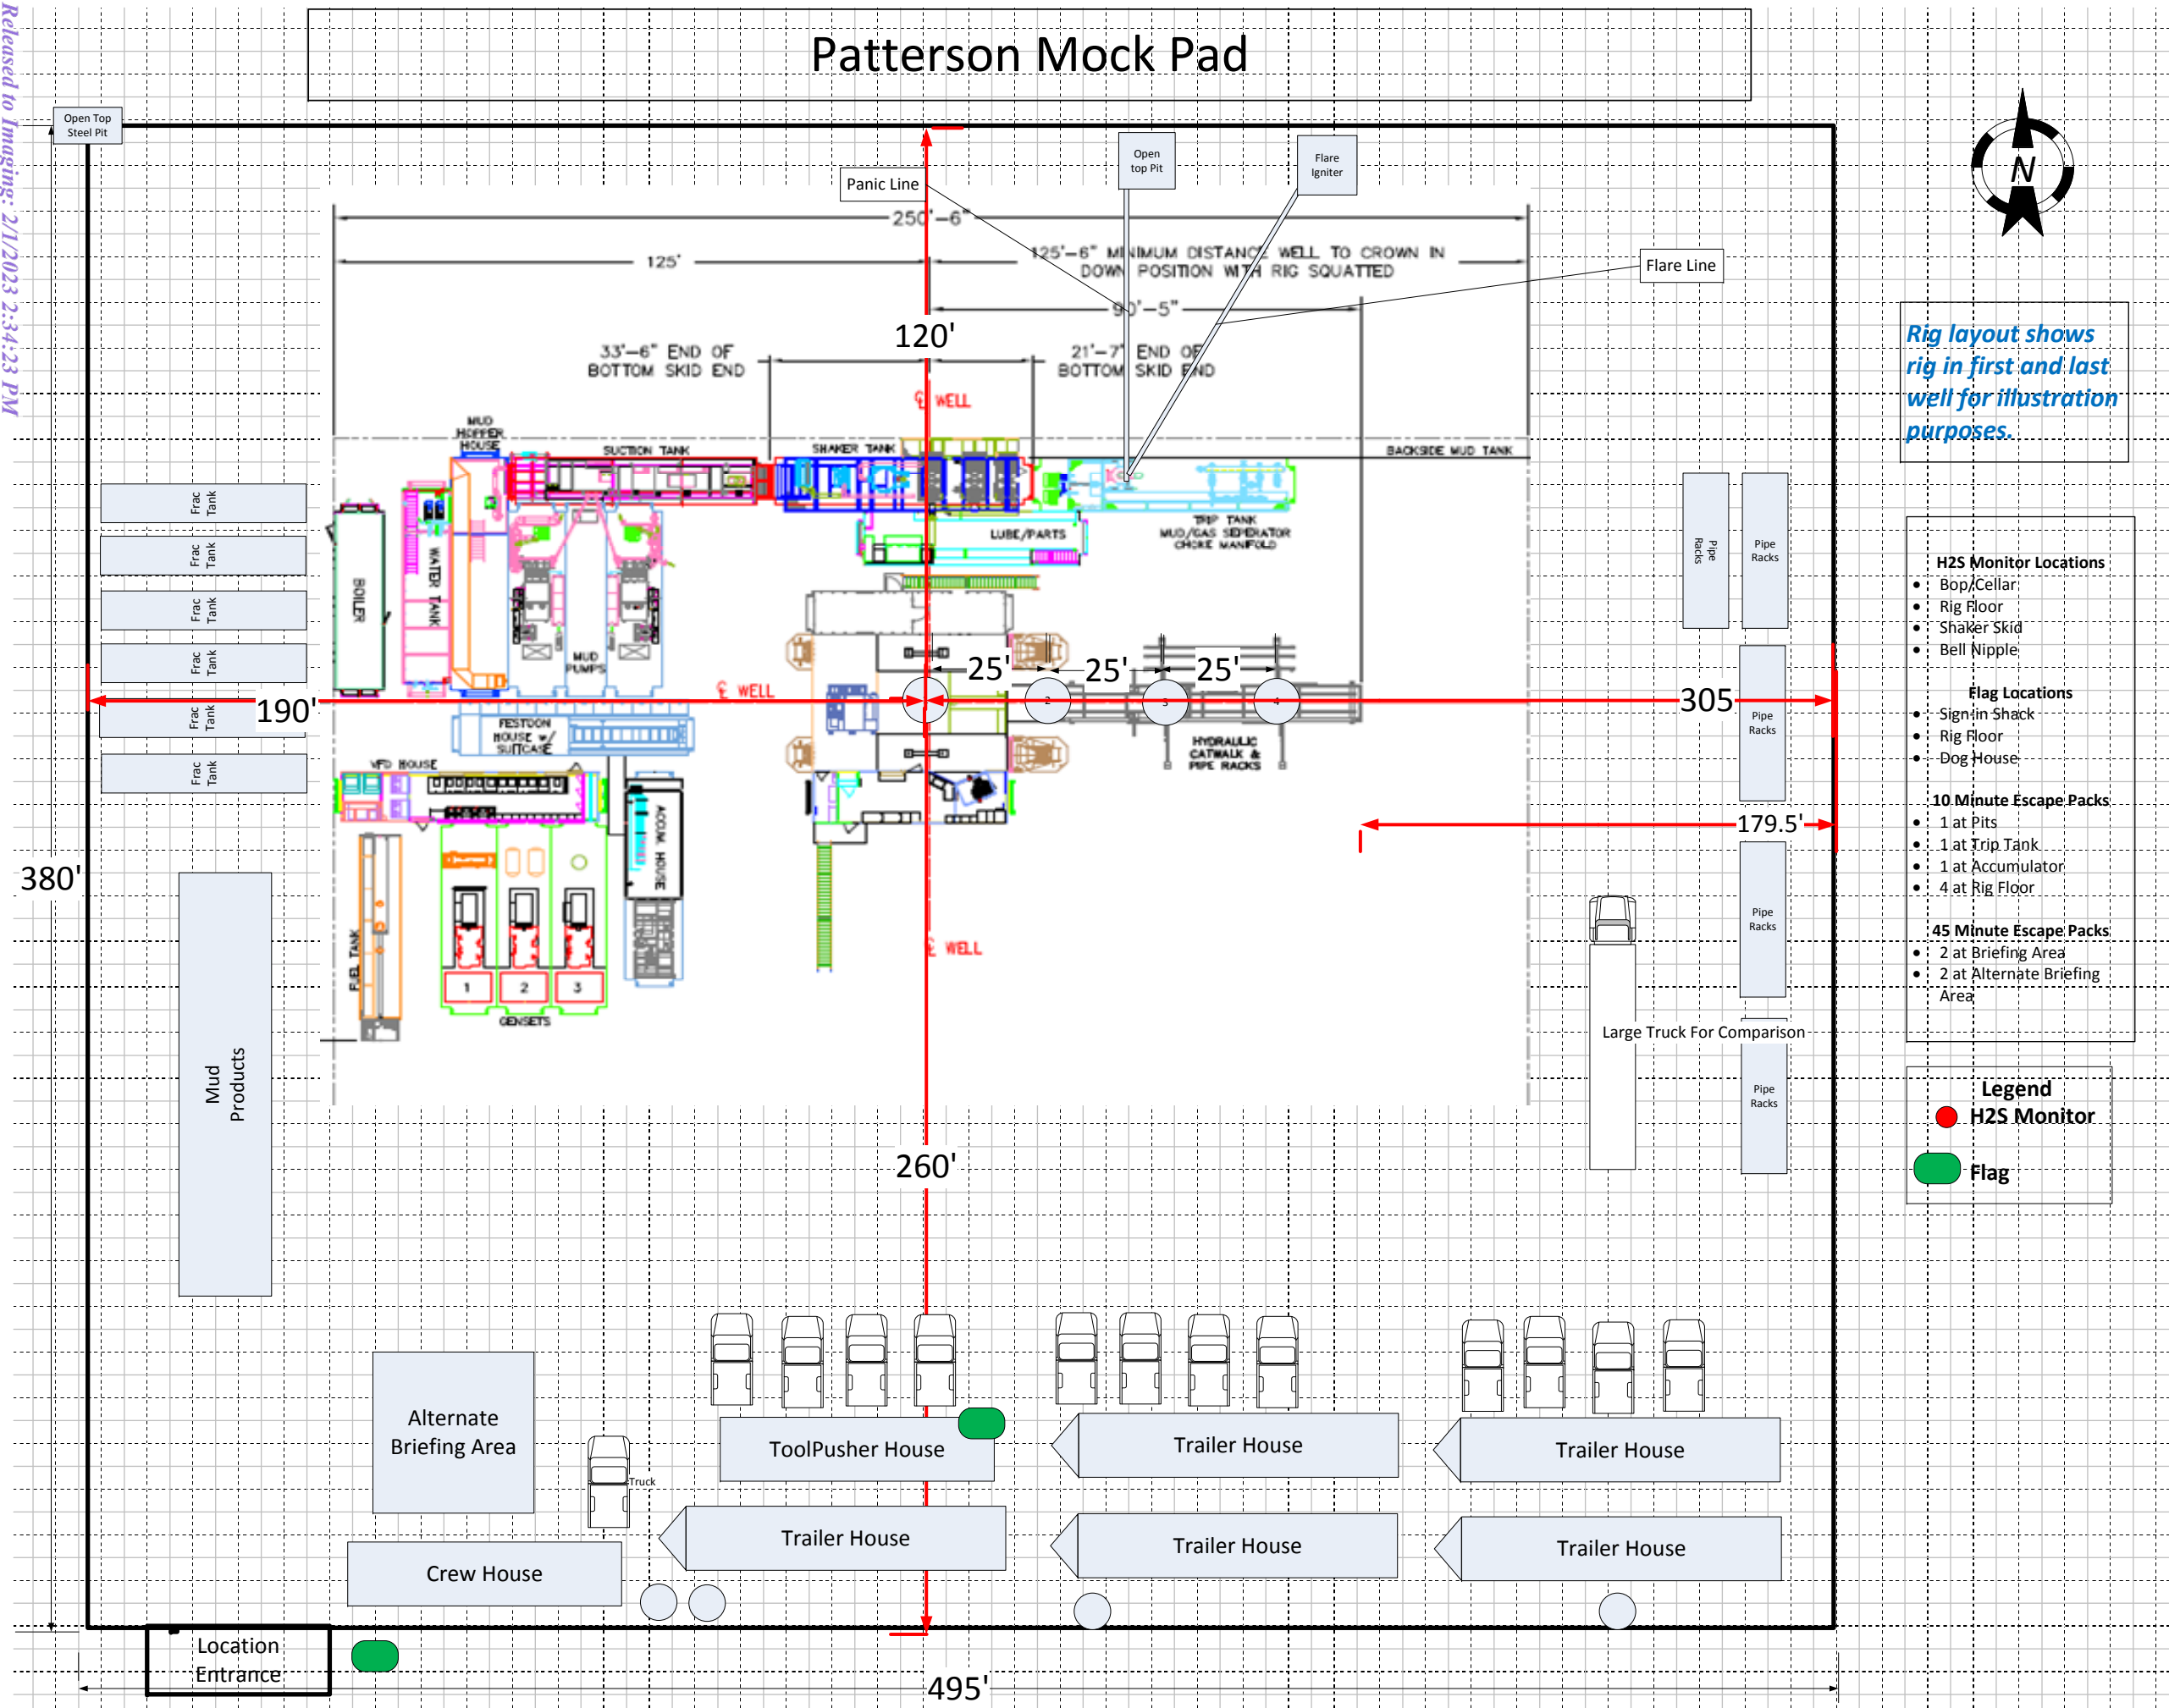 Released to Imaging: 2/1/2023 2:34:23 PM
Patterson Mock Pad
Open Top
Steel Pit
Open
top Pit
Flare
Igniter
N
Panic Line
250'-6"
125'
125'-6" MINIMUM DISTANCE WELL TO CROWN IN
DOWN POSITION WITH RIG SQUATTED
Flare Line
90'-5"
120'
33'-6" END OF
BOTTOM SKID END
21'-7" END OF
BOTTOM SKID END
Rig layout shows
rig in first and last
well for illustration
purposes.
℄ WELL
MUD
HOPPER
HOUSE
SUCTION TANK
SHAKER TANK
BACKSIDE MUD TANK
Frac
Tank
Frac
Tank
Frac
Tank
Frac
Tank
Frac
Tank
Frac
Tank
BOILER
WATER TANK
MUD
PUMPS
LUBE/PARTS
TRIP TANK
MUD/GAS SEPERATOR
CHOKE MANIFOLD
Pipe
Racks
Pipe
Racks
Pipe
Racks
Pipe
Racks
Pipe
Racks
H2S Monitor Locations
• Bop/Cellar
• Rig Floor
• Shaker Skid
• Bell Nipple
Flag Locations
• Sign-in Shack
• Rig Floor
• Dog House
10 Minute Escape Packs
• 1 at Pits
• 1 at Trip Tank
• 1 at Accumulator
• 4 at Rig Floor
45 Minute Escape Packs
• 2 at Briefing Area
• 2 at Alternate Briefing
Area
25'
25'
25'
190'
℄ WELL
2
3
4
305
FESTOON
HOUSE w/
SUITCASE
HYDRAULIC
CATWALK &
PIPE RACKS
VFD HOUSE
ACCUM. HOUSE
179.5'
380'
FUEL TANK
℄ WELL
1
2
3
GENSETS
Large Truck For Comparison
Mud
Products
Legend
H2S Monitor
Flag
260'
Alternate
Briefing Area
Truck
ToolPusher House
Trailer House
Trailer House
Trailer House
Trailer House
Trailer House
Crew House
Location
Entrance
495'